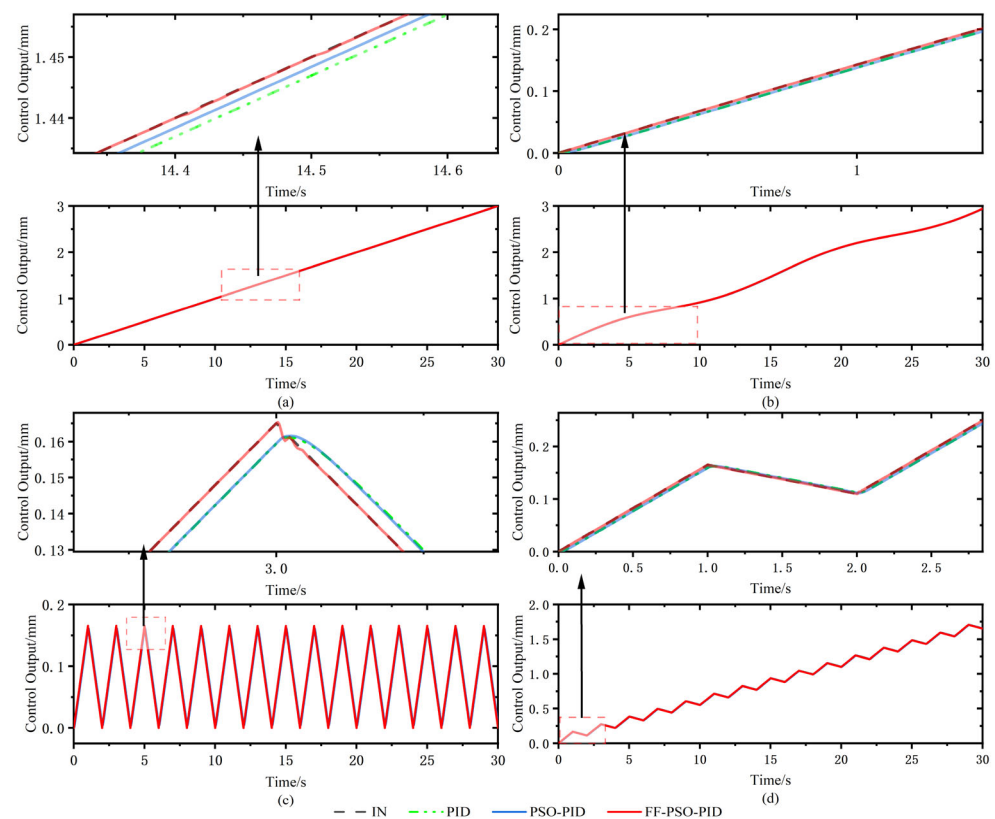 Control Output/mm
1.45
1.44
14.4
14.5
14.6
Time/s
Control Output/mm
0.2
0.1
0.0
0
1
Time/s
Control Output/mm
3
2
1
0
0
5
10
15
20
25
30
Time/s
(a)
Control Output/mm
3
2
1
0
0
5
10
15
20
25
30
Time/s
(b)
Control Output/mm
0.16
0.15
0.14
0.13
3.0
Time/s
Control Output/mm
0.2
0.1
0.0
0.0
0.5
1.0
1.5
2.0
2.5
Time/s
Control Output/mm
0.2
0.1
0.0
0
5
10
15
20
25
30
Time/s
(c)
Control Output/mm
2.0
1.5
1.0
0.5
0.0
0
5
10
15
20
25
30
Time/s
(d)
IN
PID
PSO-PID
FF-PSO-PID